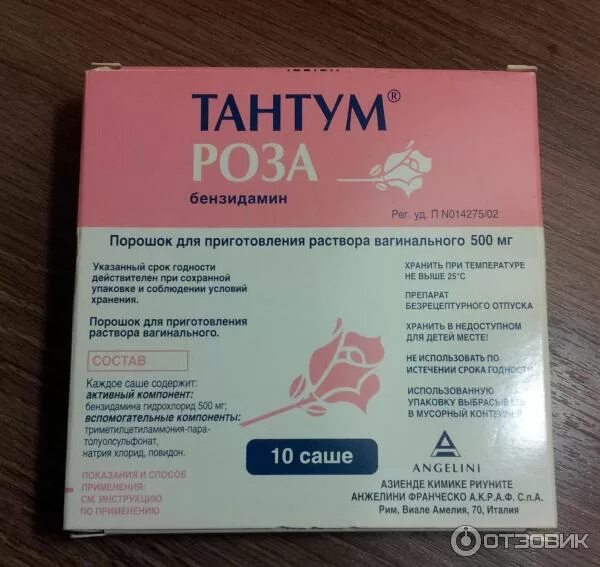 ТАНТУМ®
РОЗА
бензидамин
Рег. уд. П N014275/02
Порошок для приготовления раствора вагинального 500 мг
Указанный срок годности
действителен при сохранной
упаковке и соблюдении условий
хранения.
Порошок для приготовления
раствора вагинального.
СОСТАВ
Каждое саше содержит:
активный компонент:
бензидамина гидрохлорид 500 мг;
вспомогательные компоненты:
триметилцетиламмония-пара-
толуолсульфонат,
натрия хлорид, повидон.
ПОКАЗАНИЯ И СПОСОБ
ПРИМЕНЕНИЯ:
СМ. ИНСТРУКЦИЮ
ПО ПРИМЕНЕНИЮ
ХРАНИТЬ ПРИ ТЕМПЕРАТУРЕ
НЕ ВЫШЕ 25°С
ПРЕПАРАТ
БЕЗРЕЦЕПТУРНОГО ОТПУСКА
ХРАНИТЬ В НЕДОСТУПНОМ
ДЛЯ ДЕТЕЙ МЕСТЕ!
НЕ ИСПОЛЬЗОВАТЬ ПО
ИСТЕЧЕНИИ СРОКА ГОДНОСТИ
ИСПОЛЬЗОВАННУЮ
УПАКОВКУ ВЫБРАСЫВАТЬ
В МУСОРНЫЙ КОНТЕЙНЕР
10 саше
ANGELINI
АЗИЕНДЕ КИМИКЕ РИУНИТЕ
АНЖЕЛИНИ ФРАНЧЕСКО А.К.Р.А.Ф. С.п.А.
Рим, Виале Амелия, 70, Италия
ОТЗОВИК